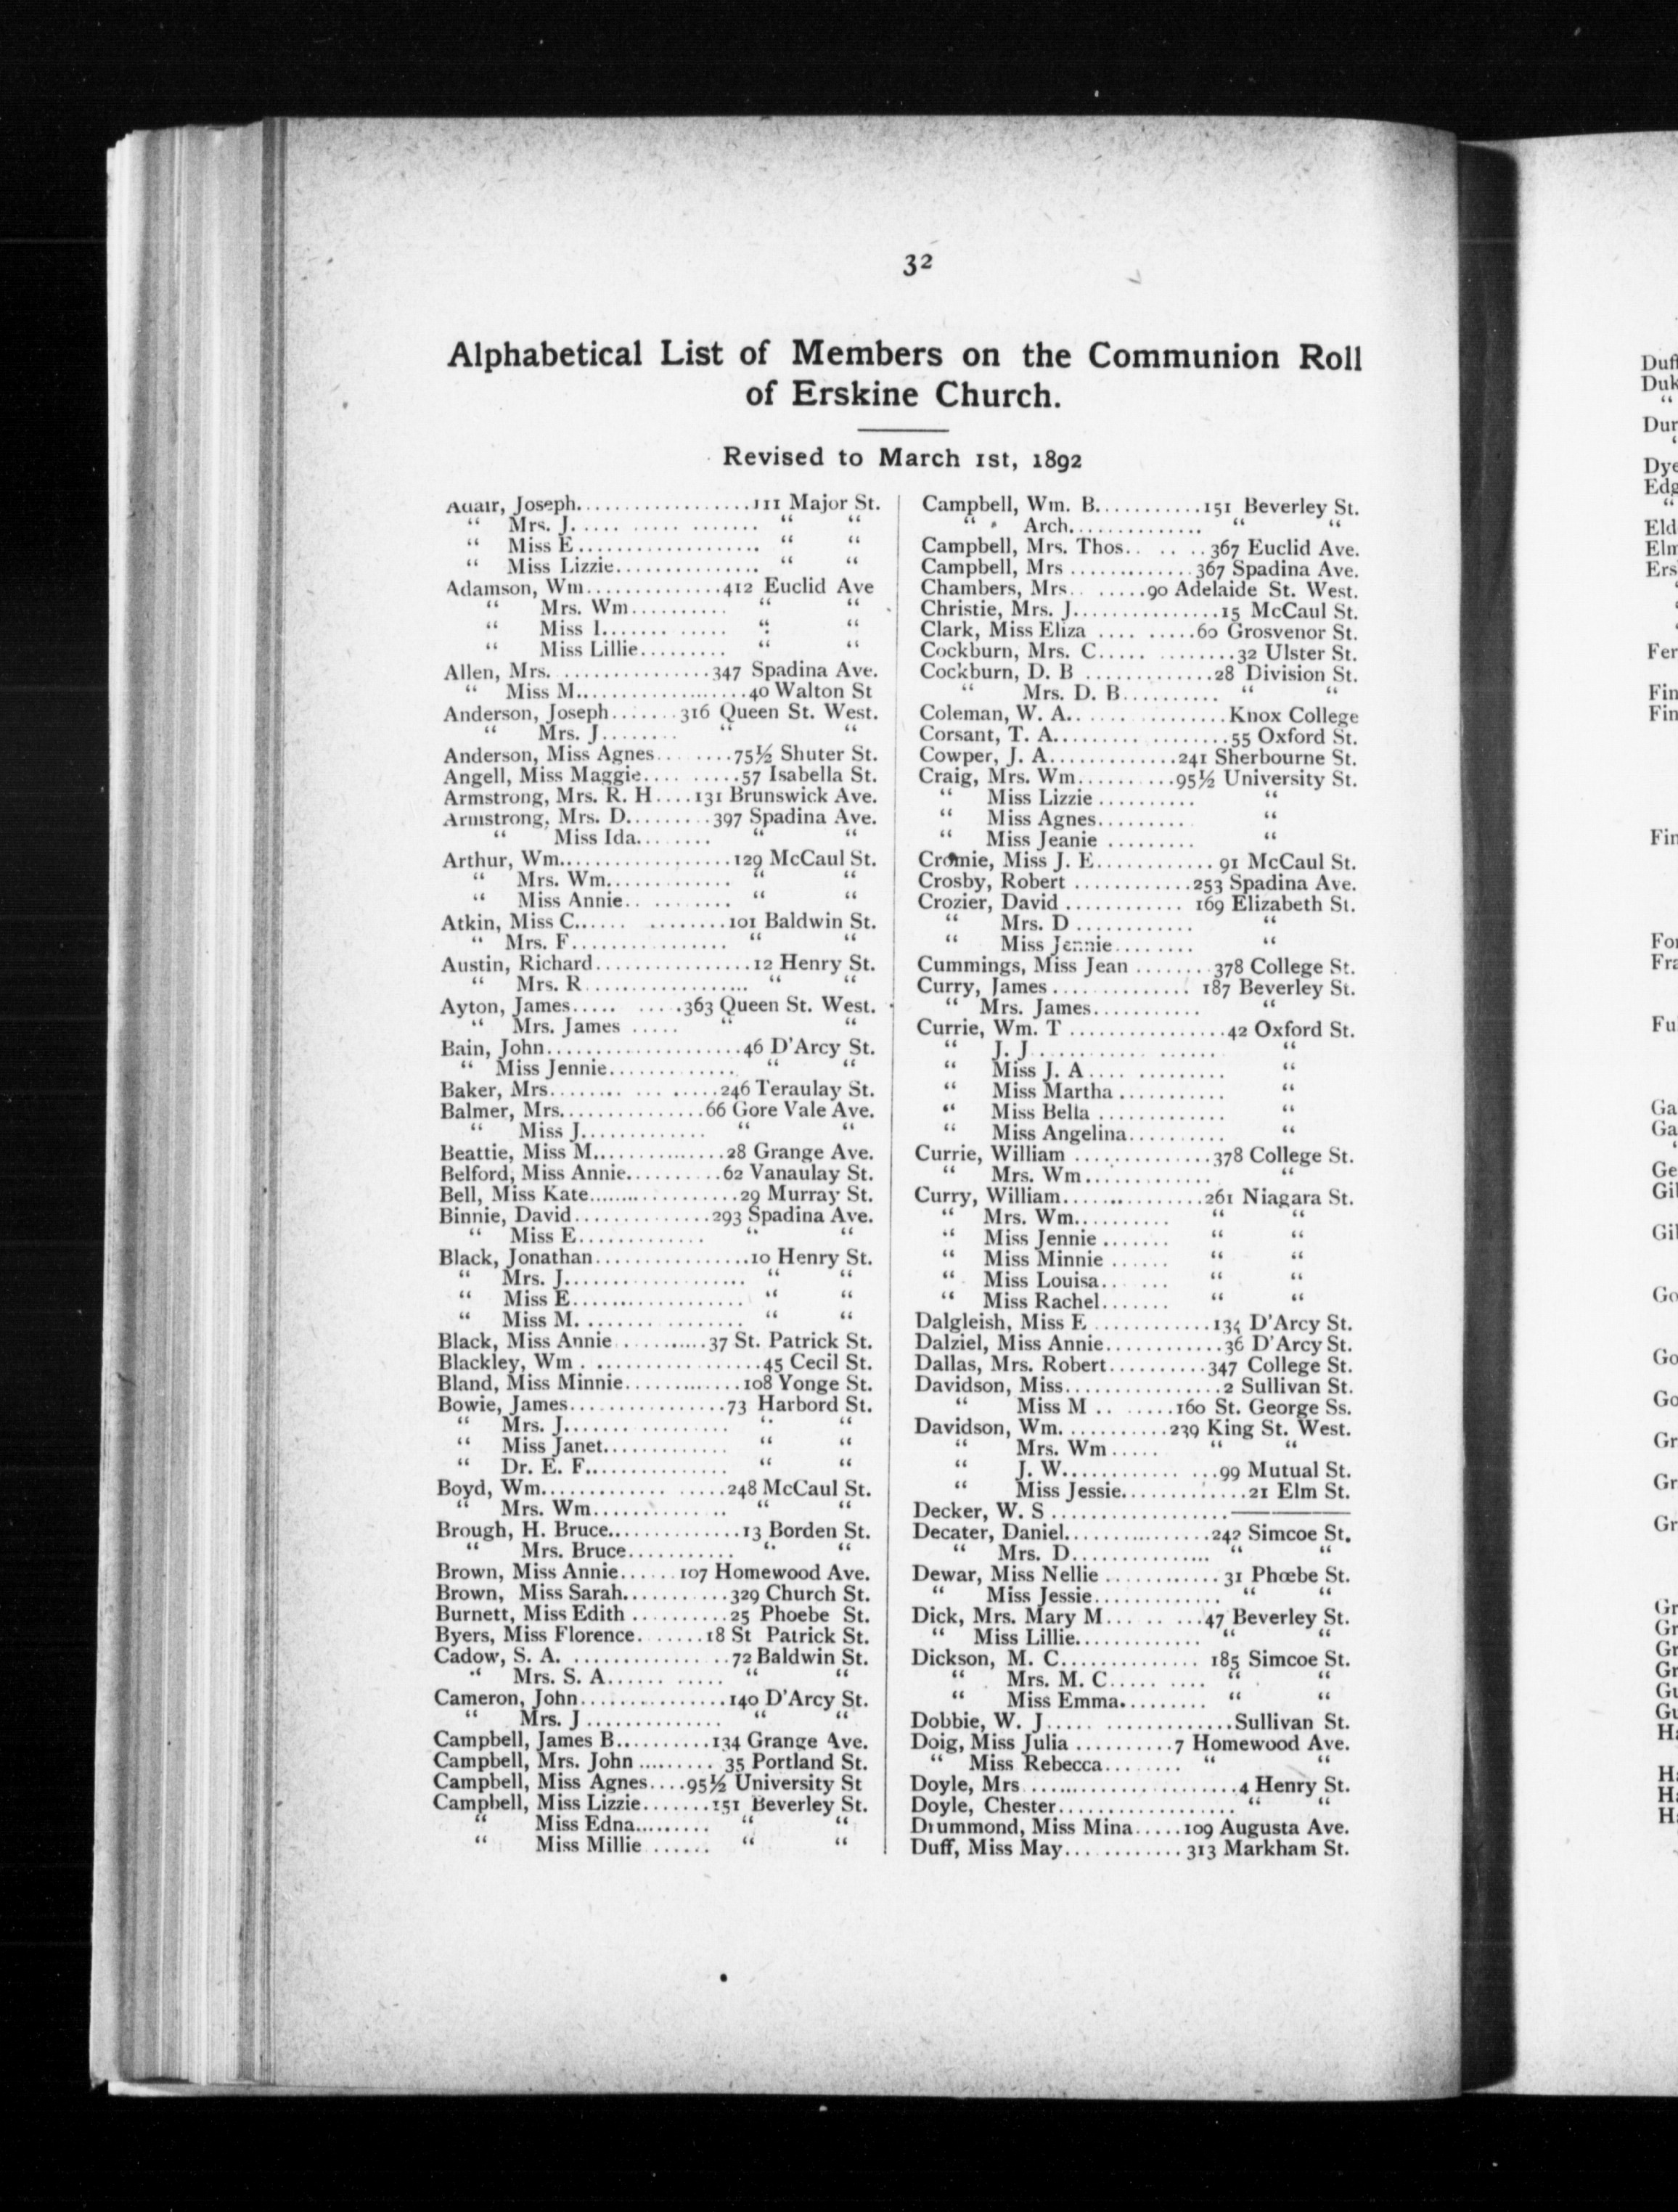 32
Alphabetical List of Members on the Communion Roll
of Erskine Church.
Revised to March 1st, 1892
Adair, Joseph..................111 Major St.
“ Mrs. J..................... “ “
“ Miss E................... “ “
“ Miss Lizzie............... “ “
Adamson, Wm..............412 Euclid Ave
“ Mrs. Wm.......... “ “
“ Miss I............ “ “
“ Miss Lillie......... “ “
Allen, Mrs. ................347 Spadina Ave.
“ Miss M..................40 Walton St
Anderson, Joseph.......316 Queen St. West.
“ Mrs. J........ “ “
Anderson, Miss Agnes........75½ Shuter St.
Angell, Miss Maggie..........57 Isabella St.
Armstrong, Mrs. R. H....131 Brunswick Ave.
Armstrong, Mrs. D.........397 Spadina Ave.
“ Miss Ida........ “ “
Arthur, Wm..................129 McCaul St.
“ Mrs. Wm............. “ “
“ Miss Annie............ “ “
Atkin, Miss C..... ........101 Baldwin St.
“ Mrs. F................ “ “
Austin, Richard................12 Henry St.
“ Mrs. R................. “ “
Ayton, James..... .....363 Queen St. West.
“ Mrs. James ..... “ “
Bain, John....................46 D'Arcy St.
“ Miss Jennie............. “ “
Baker, Mrs........ ... .....246 Teraulay St.
Balmer, Mrs...............66 Gore Vale Ave.
“ Miss J............. “ “
Beattie, Miss M..............28 Grange Ave.
Belford, Miss Annie..........62 Vanaulay St.
Bell, Miss Kate................29 Murray St.
Binnie, David..............293 Spadina Ave.
“ Miss E............. “ “
Black, Jonathan................10 Henry St.
“ Mrs. J................... “ “
“ Miss E.................. “ “
“ Miss M. ................ “ “
Black, Miss Annie..........37 St. Patrick St.
Blackley, Wm . ..................45 Cecil St.
Bland, Miss Minnie............108 Yonge St.
Bowie, James................73 Harbord St.
“ Mrs. J................. “ “
“ Miss Janet............. “ “
“ Dr. E. F............... “ “
Boyd, Wm............. .....248 McCaul St.
“ Mrs. Wm.............. “ “
Brough, H. Bruce..............13 Borden St.
“ Mrs. Bruce........... “ “
Brown, Miss Annie......107 Homewood Ave.
Brown, Miss Sarah...........329 Church St.
Burnett, Miss Edith ..........25 Phoebe St.
Byers, Miss Florence.......18 St Patrick St.
Cadow, S. A. ................72 Baldwin St.
“ Mrs. S. A...... ..... “ “
Cameron, John...............140 D'Arcy St.
“ Mrs. J .............. “ “
Campbell, James B..........134 Grange Ave.
Campbell, Mrs. John ......... 35 Portland St.
Campbell, Miss Agnes....95½ University St
Campbell, Miss Lizzie.......151 Beverley St.
“ Miss Edna......... “ “
“ Miss Millie ...... “ “
Campbell, Wm. B...........151 Beverley St.
“ Arch.............. “ “
Campbell, Mrs. Thos.. .. ..367 Euclid Ave.
Campbell, Mrs .............367 Spadina Ave.
Chambers, Mrs.. ......90 Adelaide St. West.
Christie, Mrs. J...............15 McCaul St.
Clark, Miss Eliza .... .....60 Grosvenor St.
Cockburn, Mrs. C..... ........32 Ulster St.
Cockburn, D. B .............28 Division St.
“ Mrs. D. B.......... “ “
Coleman, W. A................Knox College
Corsant, T. A......... ........55 Oxford St.
Cowper, J. A.............241 Sherbourne St.
Craig, Mrs. Wm..........95½ University St.
“ Miss Lizzie .......... “
“ Miss Agnes.......... “
“ Miss Jeanie ......... “
Cromie, Miss J. E............ 91 McCaul St.
Crosby, Robert ............253 Spadina Ave.
Crozier, David ............ 169 Elizabeth St.
“ Mrs. D ............ “
“ Miss Jennie........ “
Cummings, Miss Jean ........378 College St.
Curry, James .............. 187 Beverley St.
“ Mrs. James........... “
Currie, Wm. T ................42 Oxford St.
“ J. J................... “
“ Miss J. A.... ......... “
“ Miss Martha ........... “
“ Miss Bella ............. “
“ Miss Angelina.......... “
Currie, William ..............378 College St.
“ Mrs. Wm............. “
Curry, William...............261 Niagara St.
“ Mrs. Wm.......... “ “
“ Miss Jennie ....... “ “
“ Miss Minnie ...... “ “
“ Miss Louisa....... “ “
“ Miss Rachel....... “ “
Dalgleish, Miss E ............134 D'Arcy St.
Dalziel, Miss Annie............36 D'Arcy St.
Dallas, Mrs. Robert..........347 College St.
Davidson, Miss................2 Sullivan St.
“ Miss M .. ......160 St. George Ss.
Davidson, Wm. ...........239 King St. West.
“ Mrs. Wm..... “ “
“ J. W............ ...99 Mutual St.
“ Miss Jessie.............21 Elm St.
Decker, W. S ..................————
Decater, Daniel...............242 Simcoe St.
“ Mrs. D............... “ “
Dewar, Miss Nellie ............31 Phœbe St.
“ Miss Jessie............. “ “
Dick, Mrs. Mary M...... .. ...47 Beverley St.
“ Miss Lillie............. “ “
Dickson, M. C.............. 185 Simcoe St.
“ Mrs. M. C...... .... “ “
“ Miss Emma......... “ “
Dobbie, W. J..... .............Sullivan St.
Doig, Miss Julia ..........7 Homewood Ave.
“ Miss Rebecca........ “ “
Doyle, Mrs .....................4 Henry St.
Doyle, Chester.................. “ “
Drummond, Miss Mina.....109 Augusta Ave.
Duff, Miss May............313 Markham St.